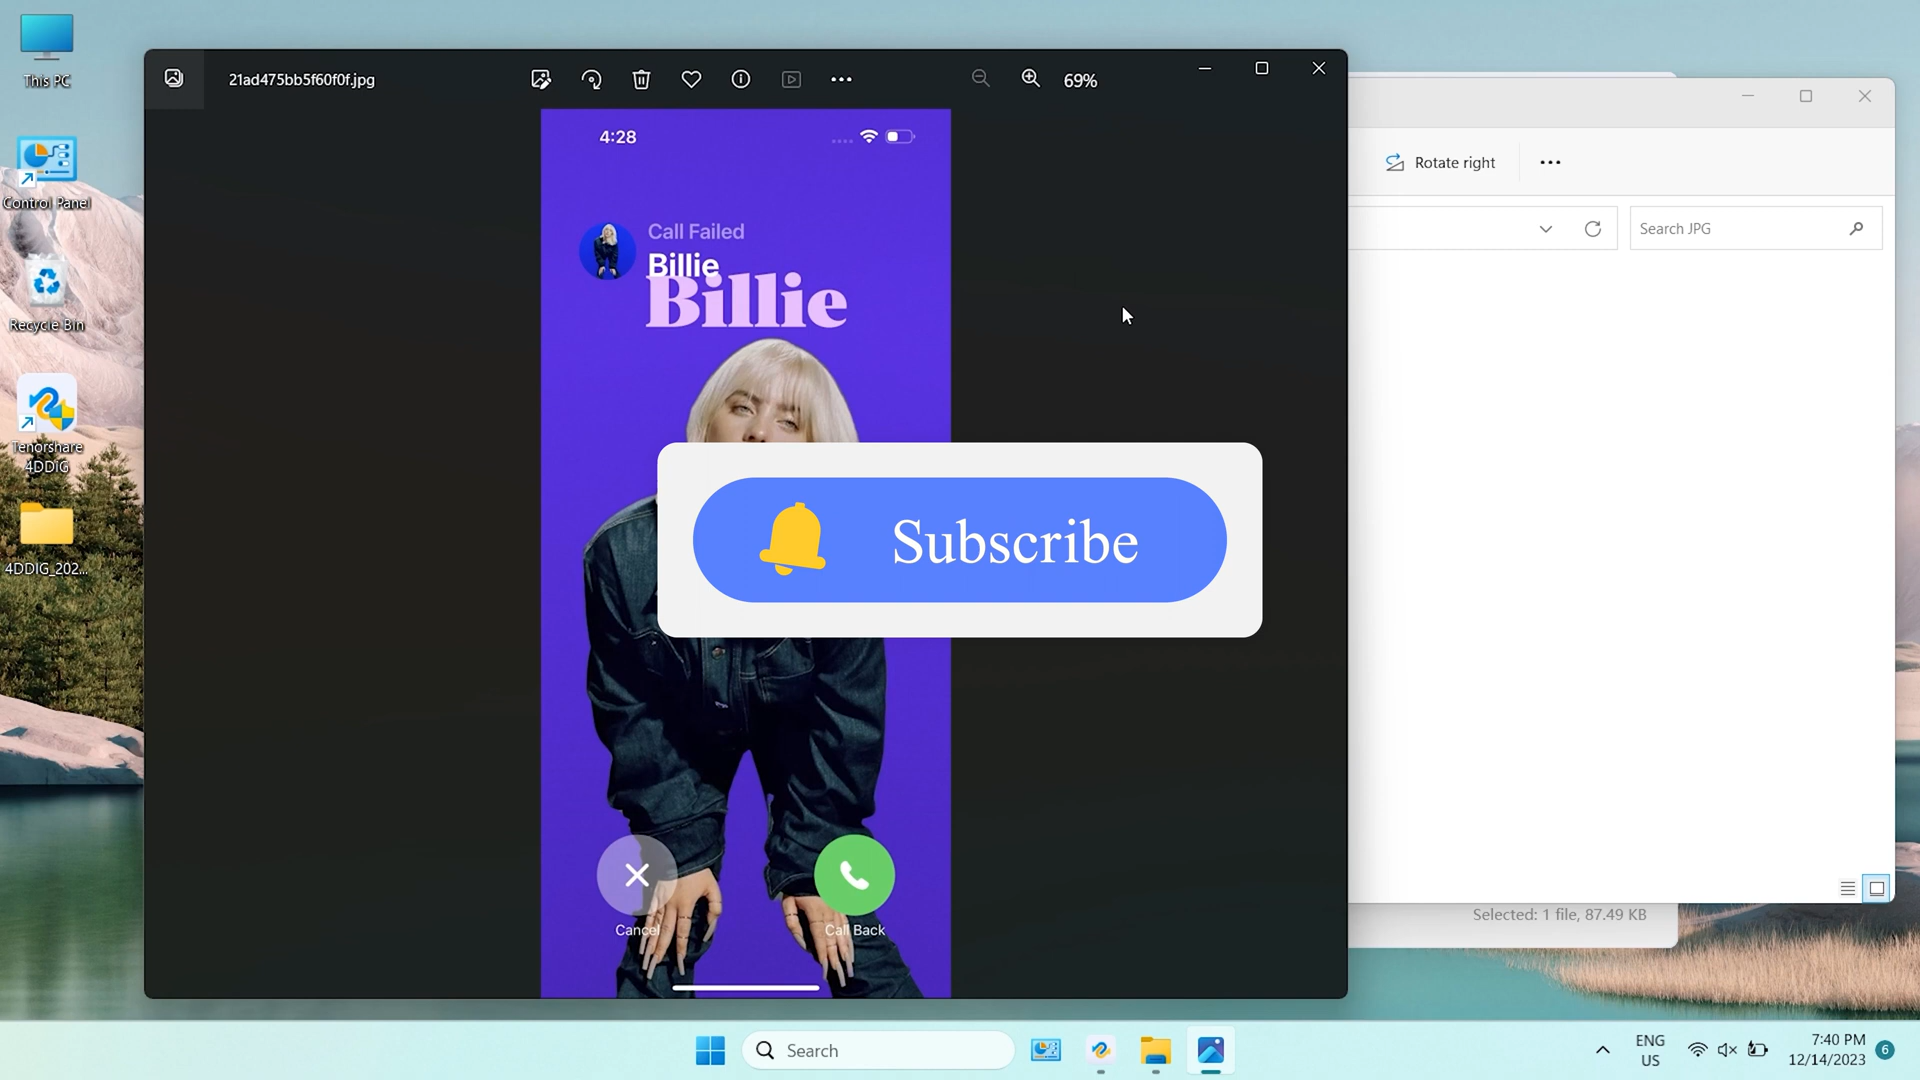 This PC
Control Panel
Recycle Bin
Tenorshare
4DDiG
4DDIG_202...
21ad475bb5f60f0f.jpg
69%
4:28
Call Failed
Billie
Billie
Subscribe
Cancel
Call Back
Rotate right
Search JPG
Selected: 1 file, 87.49 KB
Search
ENG
US
7:40 PM
12/14/2023
6